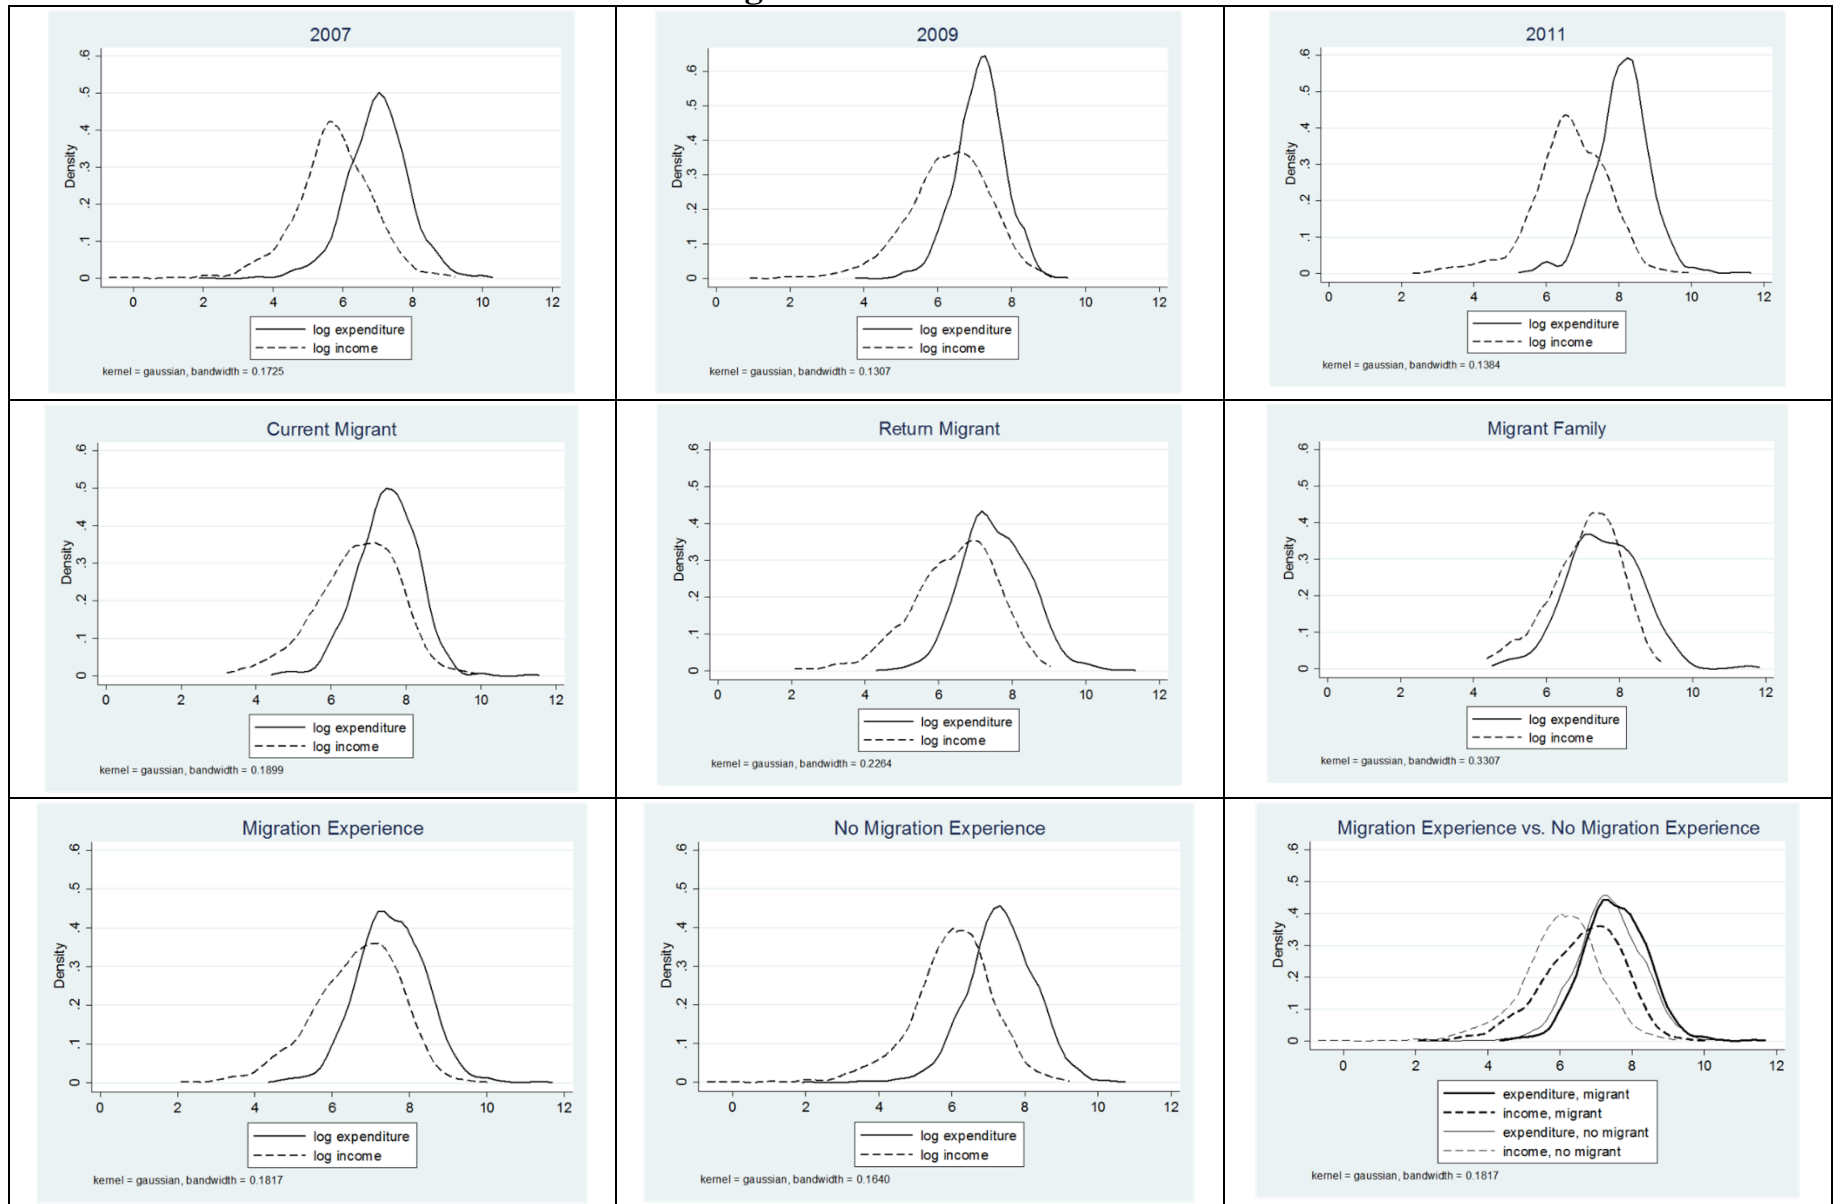 2007
.6
.5
.4
.3
.2
.1
0
Density
0 2 4 6 8 10 12
log expenditure
log income
kernel = gaussian, bandwidth = 0.1725
2009
.6
.5
.4
.3
.2
.1
0
Density
0 2 4 6 8 10 12
log expenditure
log income
kernel = gaussian, bandwidth = 0.1307
2011
.6
.5
.4
.3
.2
.1
0
Density
0 2 4 6 8 10 12
log expenditure
log income
kernel = gaussian, bandwidth = 0.1384
Current Migrant
.6
.5
.4
.3
.2
.1
0
Density
0 2 4 6 8 10 12
log expenditure
log income
kernel = gaussian, bandwidth = 0.1899
Return Migrant
.6
.5
.4
.3
.2
.1
0
Density
0 2 4 6 8 10 12
log expenditure
log income
kernel = gaussian, bandwidth = 0.2264
Migrant Family
.6
.5
.4
.3
.2
.1
0
Density
0 2 4 6 8 10 12
log expenditure
log income
kernel = gaussian, bandwidth = 0.3307
Migration Experience
.6
.5
.4
.3
.2
.1
0
Density
0 2 4 6 8 10 12
log expenditure
log income
kernel = gaussian, bandwidth = 0.1817
No Migration Experience
.6
.5
.4
.3
.2
.1
0
Density
0 2 4 6 8 10 12
log expenditure
log income
kernel = gaussian, bandwidth = 0.1640
Migration Experience vs. No Migration Experience
.6
.5
.4
.3
.2
.1
0
Density
0 2 4 6 8 10 12
expenditure, migrant
income, migrant
expenditure, no migrant
income, no migrant
kernel = gaussian, bandwidth = 0.1817